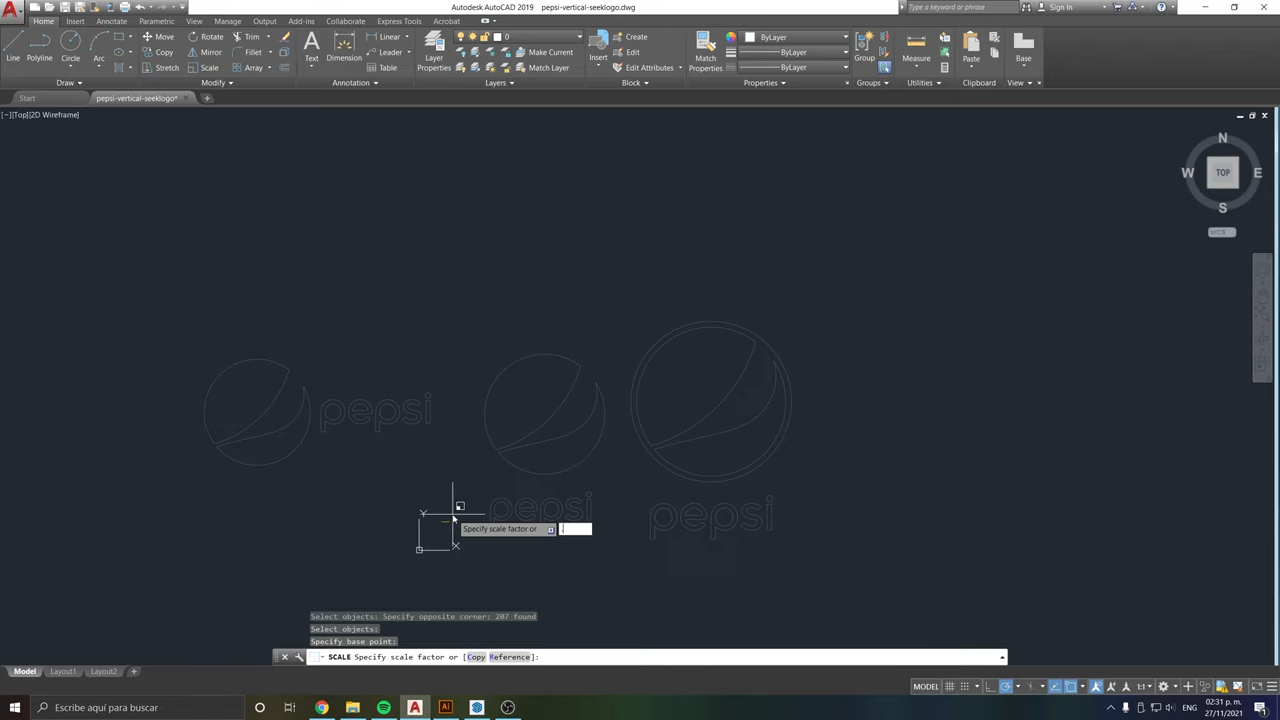 Autodesk AutoCAD 2019 pepsi-vertical-seeklogo.dwg
Type a keyword or phrase
Sign In
Home Insert Annotate Parametric View Manage Output Add-ins Collaborate Express Tools Acrobat
Line Polyline Circle Arc
Move Rotate Trim
Copy Mirror Fillet
Stretch Scale Array
Text Dimension
Linear
Leader
Table
Layer Properties
0
Make Current
Match Layer
Insert
Create
Edit
Edit Attributes
Match Properties
ByLayer
ByLayer
ByLayer
Group
Measure
Paste
Base
Draw Modify Annotation Layers Block Properties Groups Utilities Clipboard View
Start pepsi-vertical-seeklogo*
[−][Top][2D Wireframe]
N
W TOP E
S
WCS
pepsi
pepsi
pepsi
Specify scale factor or .
Select objects: Specify opposite corner: 207 found
Select objects:
Specify base point:
SCALE Specify scale factor or [Copy Reference]:
Model Layout1 Layout2
MODEL 1:1
Escribe aquí para buscar
ENG
02:31 p. m.
27/11/2021